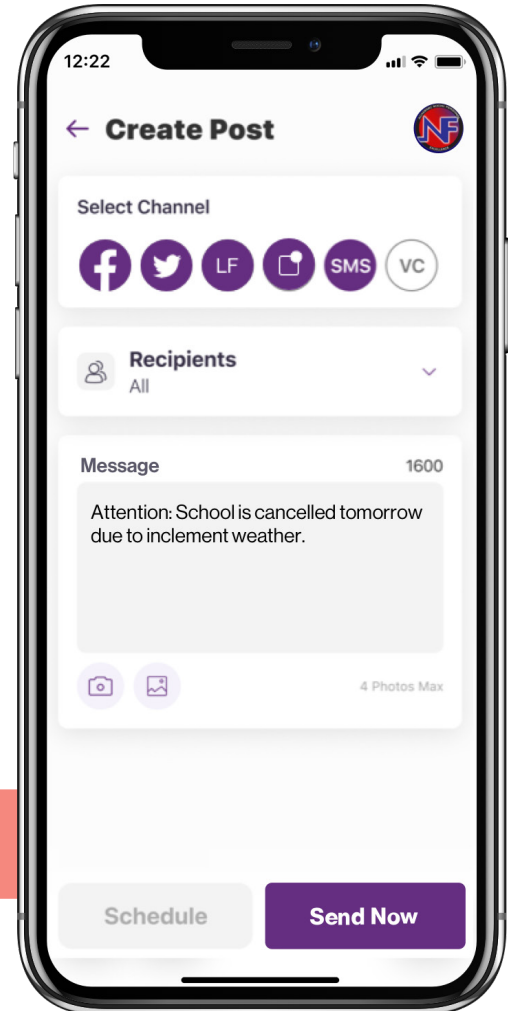 12:22
Create Post
NF
Select Channel
LF
SMS
VC
Recipients
All
Message
1600
Attention: School is cancelled tomorrow
due to inclement weather.
4 Photos Max
Schedule
Send Now